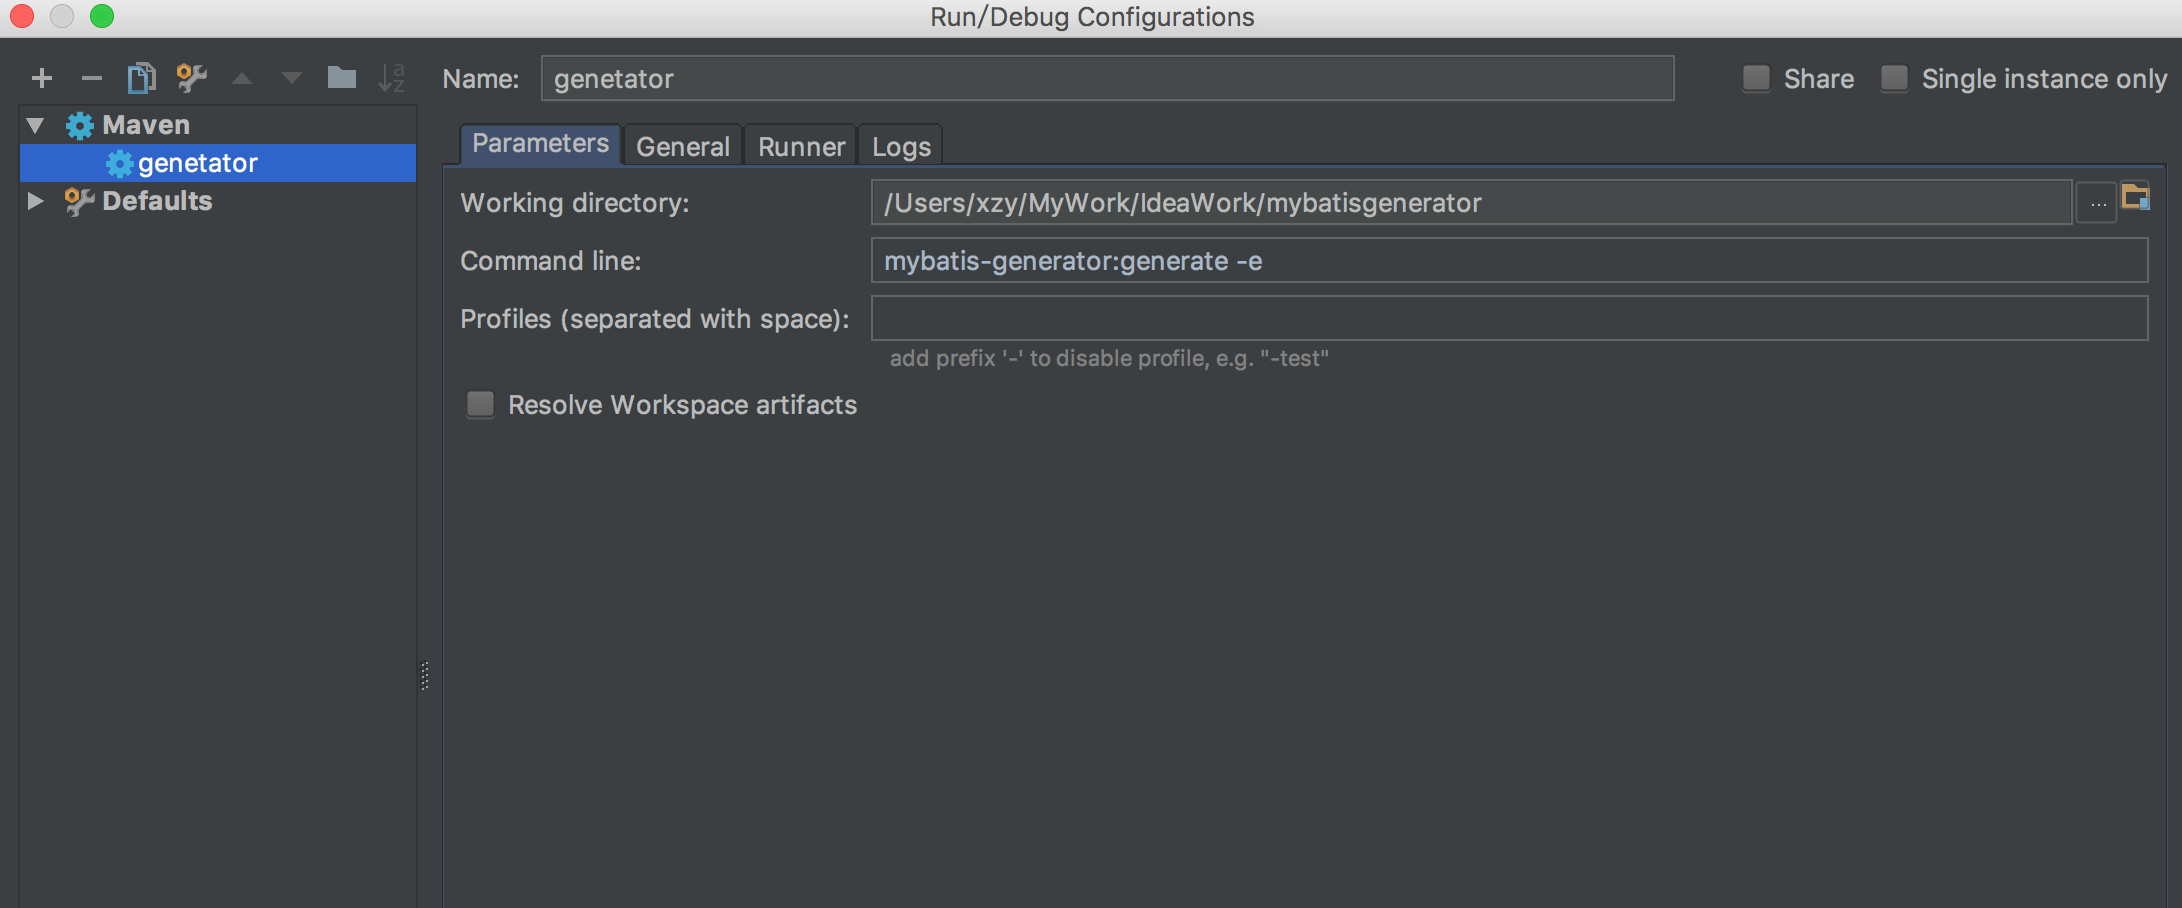 Run/Debug Configurations
Name: genetator Share Single instance only
Maven
genetator
Defaults
Parameters General Runner Logs
Working directory: /Users/xzy/MyWork/IdeaWork/mybatisgenerator ...
Command line: mybatis-generator:generate -e
Profiles (separated with space):
add prefix '-' to disable profile, e.g. "-test"
Resolve Workspace artifacts